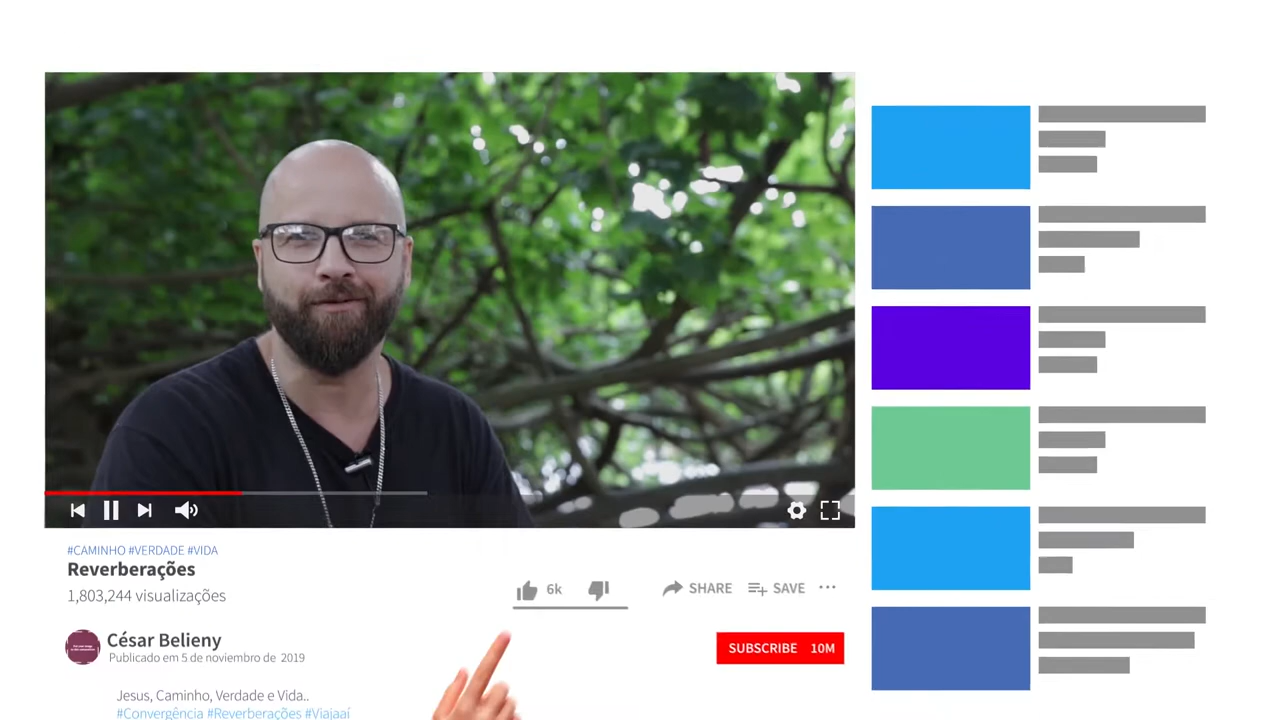 #CAMINHO #VERDADE #VIDA
Reverberações
1,803,244 visualizações
6k
SHARE
SAVE
César Belieny
Publicado em 5 de noviembro de 2019
SUBSCRIBE 10M
Jesus, Caminho, Verdade e Vida..
#Convergência #Reverberações #Viajaaí